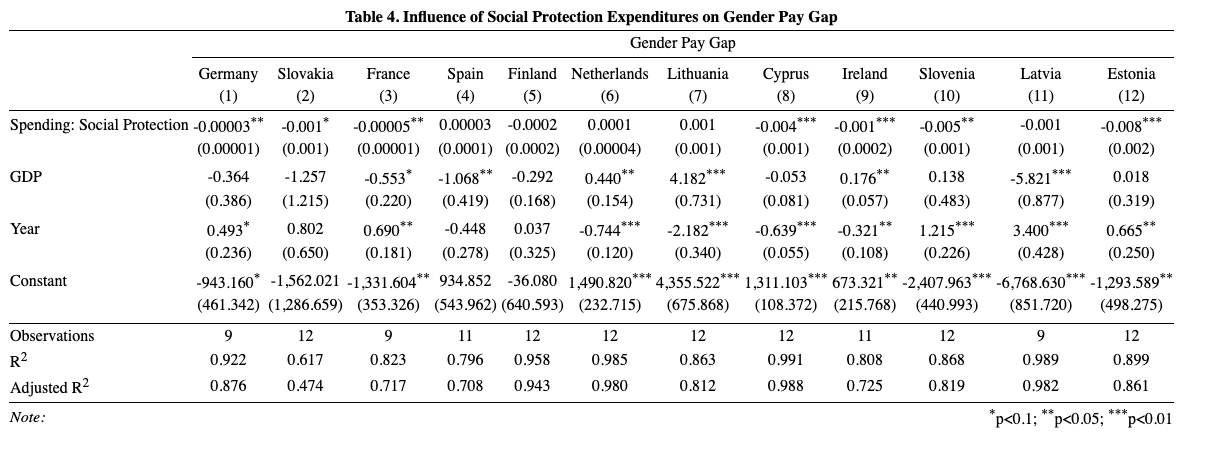 Table 4. Influence of Social Protection Expenditures on Gender Pay Gap
Gender Pay Gap
Germany Slovakia France Spain Finland Netherlands Lithuania Cyprus Ireland Slovenia Latvia Estonia
(1) (2) (3) (4) (5) (6) (7) (8) (9) (10) (11) (12)
Spending: Social Protection -0.00003** -0.001* -0.00005** 0.00003 -0.0002 0.0001 0.001 -0.004*** -0.001*** -0.005** -0.001 -0.008***
(0.00001) (0.001) (0.00001) (0.0001) (0.0002) (0.00004) (0.001) (0.001) (0.0002) (0.001) (0.001) (0.002)
GDP -0.364 -1.257 -0.553* -1.068** -0.292 0.440** 4.182*** -0.053 0.176** 0.138 -5.821*** 0.018
(0.386) (1.215) (0.220) (0.419) (0.168) (0.154) (0.731) (0.081) (0.057) (0.483) (0.877) (0.319)
Year 0.493* 0.802 0.690** -0.448 0.037 -0.744*** -2.182*** -0.639*** -0.321** 1.215*** 3.400*** 0.665**
(0.236) (0.650) (0.181) (0.278) (0.325) (0.120) (0.340) (0.055) (0.108) (0.226) (0.428) (0.250)
Constant -943.160* -1,562.021 -1,331.604** 934.852 -36.080 1,490.820*** 4,355.522*** 1,311.103*** 673.321** -2,407.963*** -6,768.630*** -1,293.589**
(461.342) (1,286.659) (353.326) (543.962) (640.593) (232.715) (675.868) (108.372) (215.768) (440.993) (851.720) (498.275)
Observations 9 12 9 11 12 12 12 12 11 12 9 12
R2 0.922 0.617 0.823 0.796 0.958 0.985 0.863 0.991 0.808 0.868 0.989 0.899
Adjusted R2 0.876 0.474 0.717 0.708 0.943 0.980 0.812 0.988 0.725 0.819 0.982 0.861
Note: *p<0.1; **p<0.05; ***p<0.01